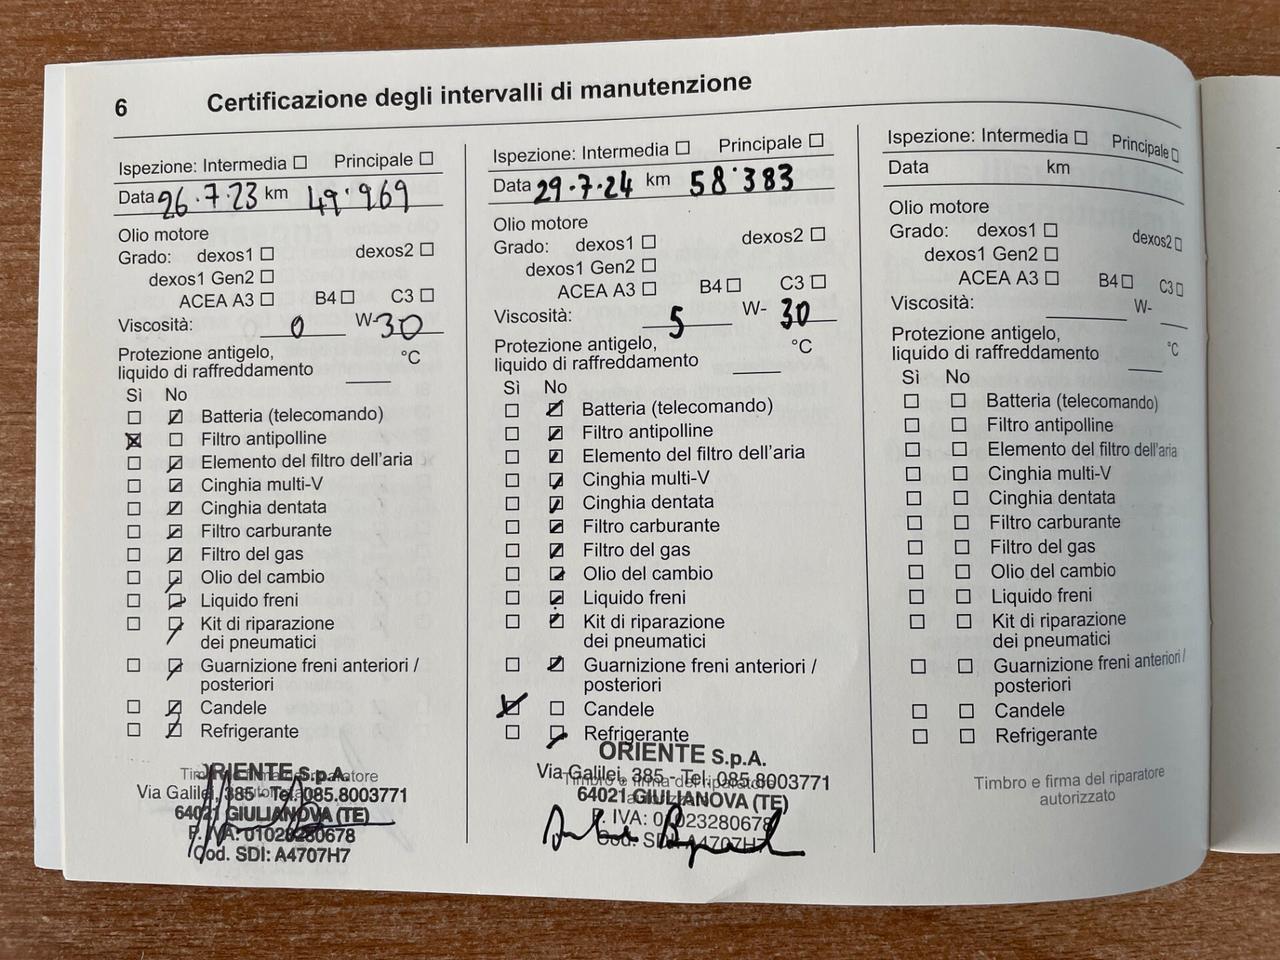 6 Certificazione degli intervalli di manutenzione
Ispezione: Intermedia ☐ Principale ☐
Data 26.7.23 km 49'969
Olio motore
Grado: dexos1 ☐ dexos2 ☐
dexos1 Gen2 ☐
ACEA A3 ☐ B4 ☐ C3 ☐
Viscosità: 0 W-30
Protezione antigelo,
liquido di raffreddamento °C
Sì No
☐ ☑ Batteria (telecomando)
☒ ☐ Filtro antipolline
☐ ☑ Elemento del filtro dell'aria
☐ ☑ Cinghia multi-V
☐ ☑ Cinghia dentata
☐ ☑ Filtro carburante
☐ ☑ Filtro del gas
☐ ☑ Olio del cambio
☐ ☑ Liquido freni
☐ ☑ Kit di riparazione
dei pneumatici
☐ ☑ Guarnizione freni anteriori /
posteriori
☐ ☑ Candele
☐ ☑ Refrigerante
ORIENTE S.p.A.
Via Galilei, 385 - Tel. 085.8003771
64021 GIULIANOVA (TE)
P. IVA: 01023280678
Cod. SDI: A4707H7
Ispezione: Intermedia ☐ Principale ☐
Data 29.7.24 km 58'383
Olio motore
Grado: dexos1 ☐ dexos2 ☐
dexos1 Gen2 ☐
ACEA A3 ☐ B4 ☐ C3 ☐
Viscosità: 5 W-30
Protezione antigelo,
liquido di raffreddamento °C
Sì No
☐ ☑ Batteria (telecomando)
☐ ☑ Filtro antipolline
☐ ☑ Elemento del filtro dell'aria
☐ ☑ Cinghia multi-V
☐ ☑ Cinghia dentata
☐ ☑ Filtro carburante
☐ ☑ Filtro del gas
☐ ☑ Olio del cambio
☐ ☑ Liquido freni
☐ ☑ Kit di riparazione
dei pneumatici
☐ ☑ Guarnizione freni anteriori /
posteriori
☒ ☐ Candele
☐ ☑ Refrigerante
ORIENTE S.p.A.
Via Galilei, 385 - Tel. 085.8003771
Timbro e firma del riparatore
64021 GIULIANOVA (TE)
P. IVA: 01023280678
Cod. SDI: A4707H7
Ispezione: Intermedia ☐ Principale ☐
Data km
Olio motore
Grado: dexos1 ☐ dexos2 ☐
dexos1 Gen2 ☐
ACEA A3 ☐ B4 ☐ C3 ☐
Viscosità: W-
Protezione antigelo,
liquido di raffreddamento °C
Sì No
☐ ☐ Batteria (telecomando)
☐ ☐ Filtro antipolline
☐ ☐ Elemento del filtro dell'aria
☐ ☐ Cinghia multi-V
☐ ☐ Cinghia dentata
☐ ☐ Filtro carburante
☐ ☐ Filtro del gas
☐ ☐ Olio del cambio
☐ ☐ Liquido freni
☐ ☐ Kit di riparazione
dei pneumatici
☐ ☐ Guarnizione freni anteriori /
posteriori
☐ ☐ Candele
☐ ☐ Refrigerante
Timbro e firma del riparatore
autorizzato